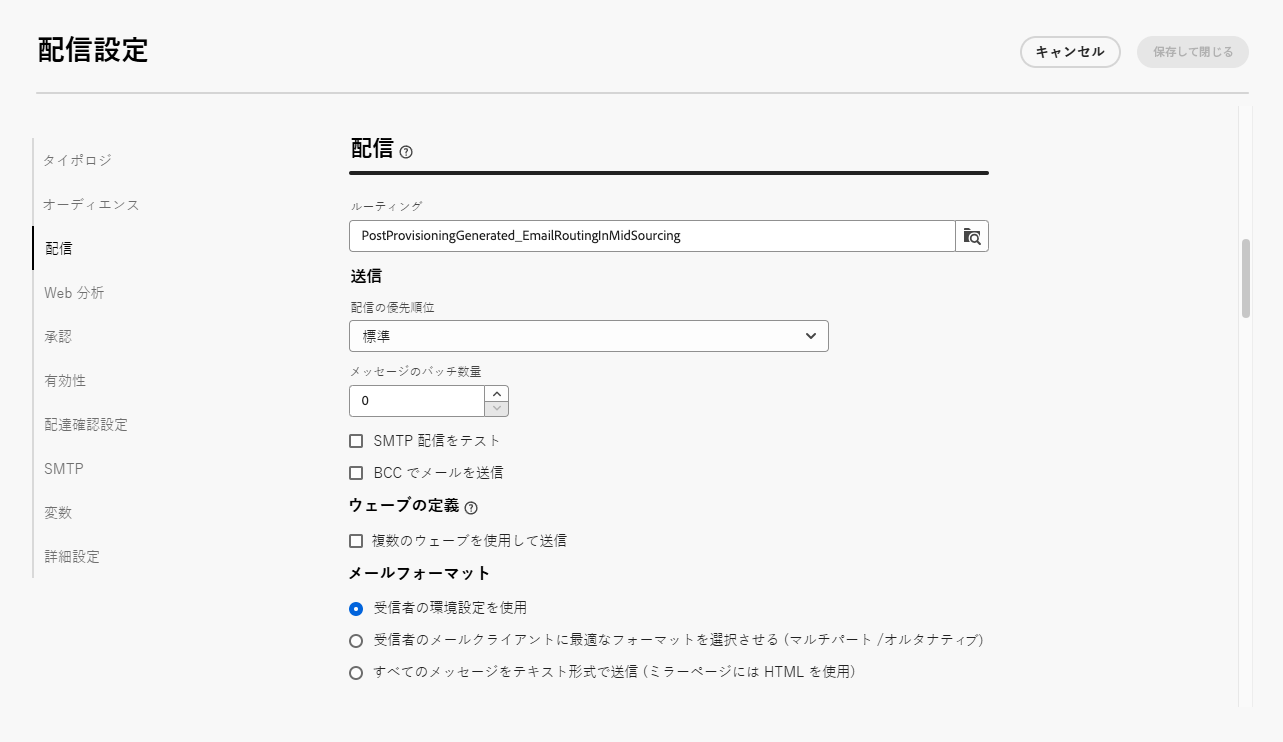 配信設定
キャンセル
保存して閉じる
タイポロジ
オーディエンス
配信
Web 分析
承認
有効性
配達確認設定
SMTP
変数
詳細設定
配信
ルーティング
PostProvisioningGenerated_EmailRoutingInMidSourcing
送信
配信の優先順位
標準
メッセージのバッチ数量
0
SMTP 配信をテスト
BCC でメールを送信
ウェーブの定義
複数のウェーブを使用して送信
メールフォーマット
受信者の環境設定を使用
受信者のメールクライアントに最適なフォーマットを選択させる (マルチパート /オルタナティブ)
すべてのメッセージをテキスト形式で送信 (ミラーページには HTML を使用)